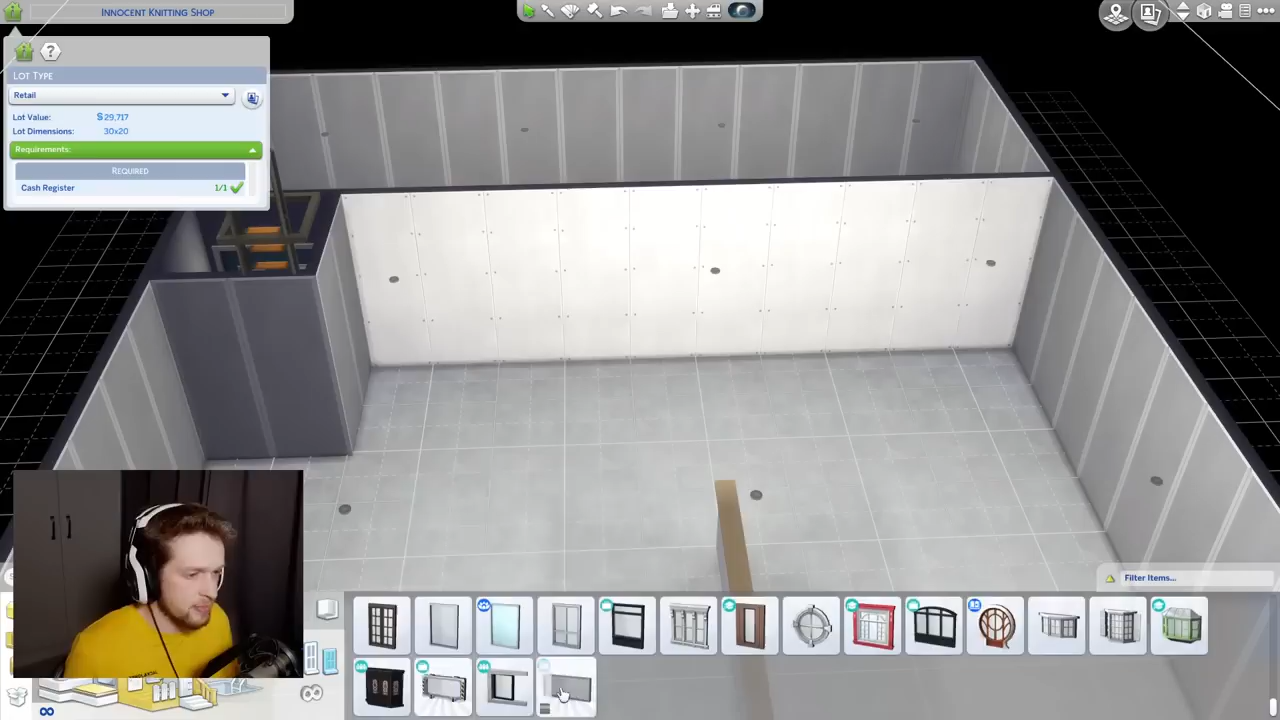 INNOCENT KNITTING SHOP
LOT TYPE
Retail
Lot Value: §29,717
Lot Dimensions: 30x20
Requirements:
REQUIRED
Cash Register 1/1
Filter Items...